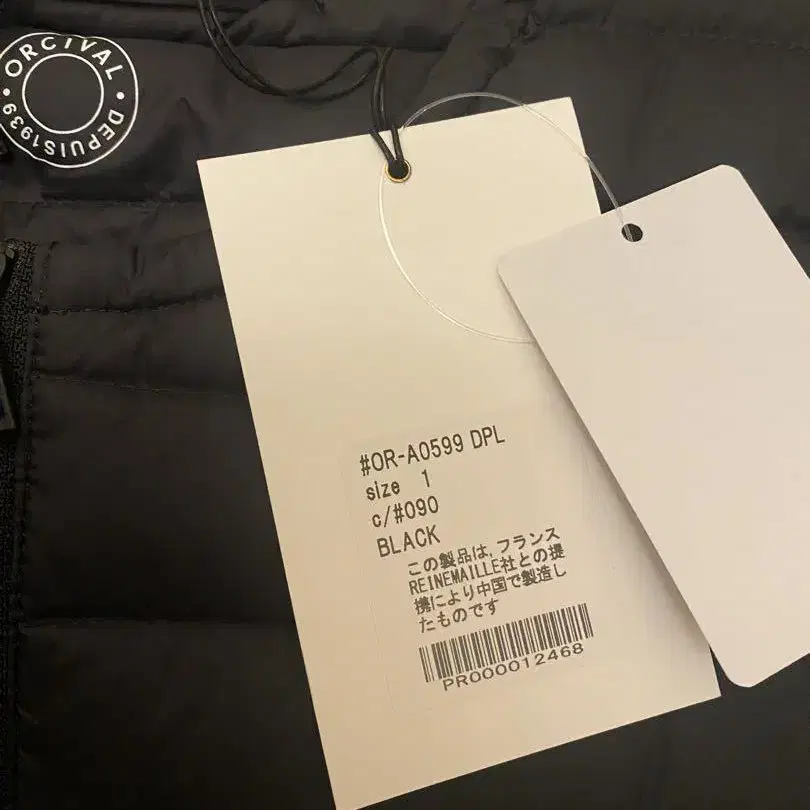 ORCIVAL
DEPUIS1939
#OR-A0599 DPL
size 1
c/#090
BLACK
この製品は,フランス
REINEMAILLE社との提
携により中国で製造し
たものです
PR000012468